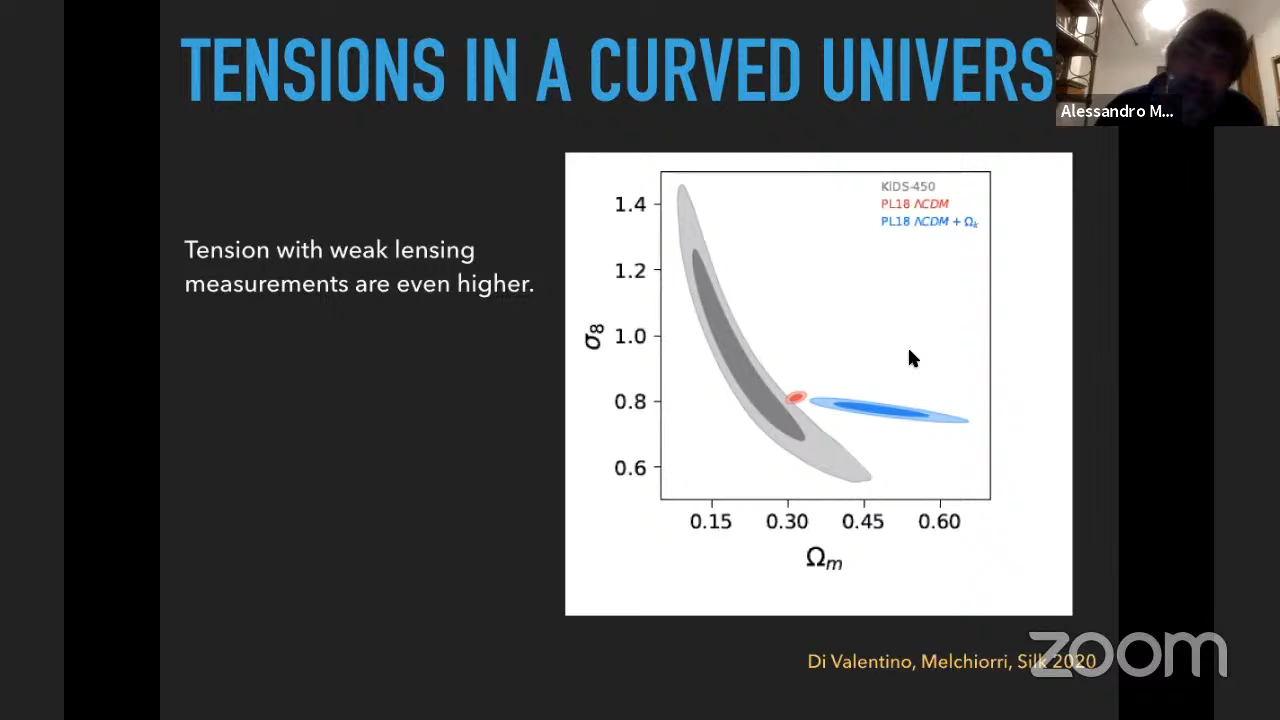 TENSIONS IN A CURVED UNIVERS
Alessandro M...
Tension with weak lensing
measurements are even higher.
KIDS-450
PL18 ΛCDM
PL18 ΛCDM + Ωk
1.4
1.2
1.0
0.8
0.6
σ8
0.15 0.30 0.45 0.60
Ωm
Di Valentino, Melchiorri, Silk 2020
zoom